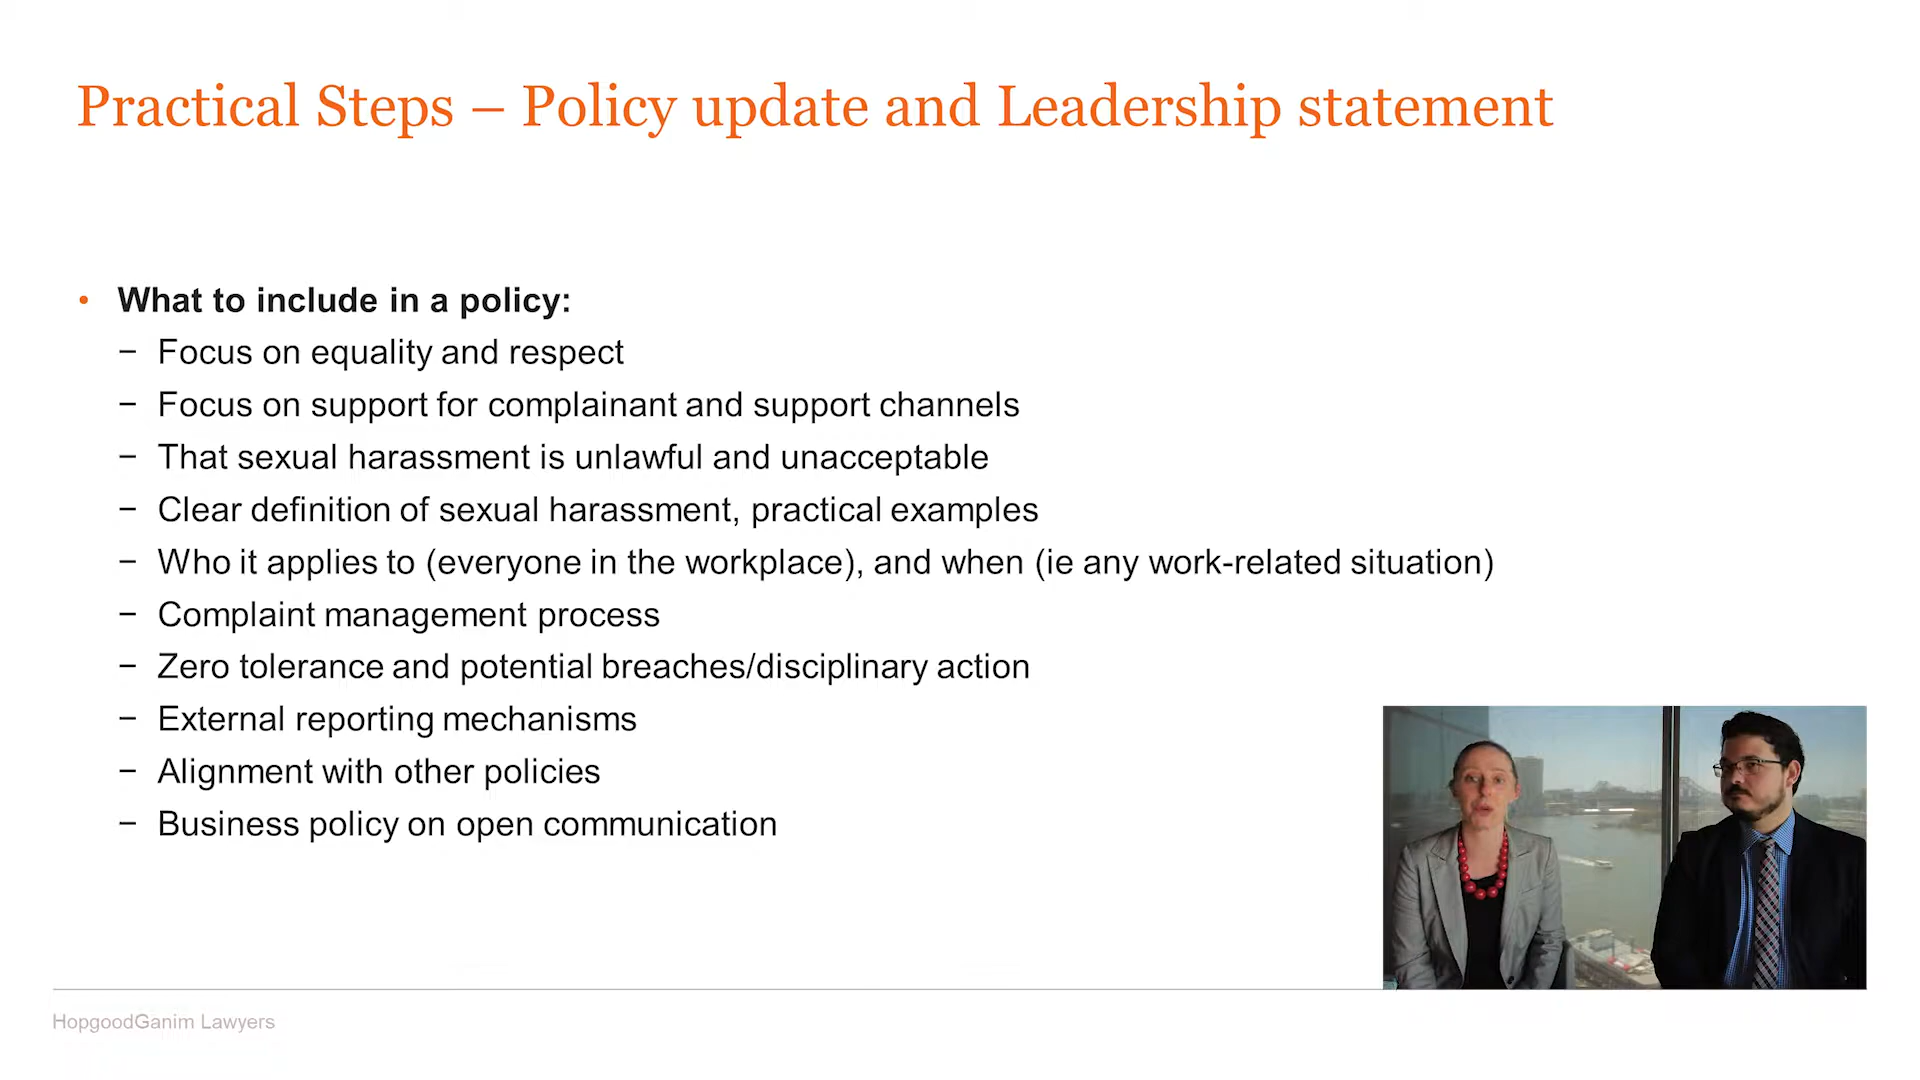 Practical Steps – Policy update and Leadership statement
• What to include in a policy:
− Focus on equality and respect
− Focus on support for complainant and support channels
− That sexual harassment is unlawful and unacceptable
− Clear definition of sexual harassment, practical examples
− Who it applies to (everyone in the workplace), and when (ie any work-related situation)
− Complaint management process
− Zero tolerance and potential breaches/disciplinary action
− External reporting mechanisms
− Alignment with other policies
− Business policy on open communication
HopgoodGanim Lawyers